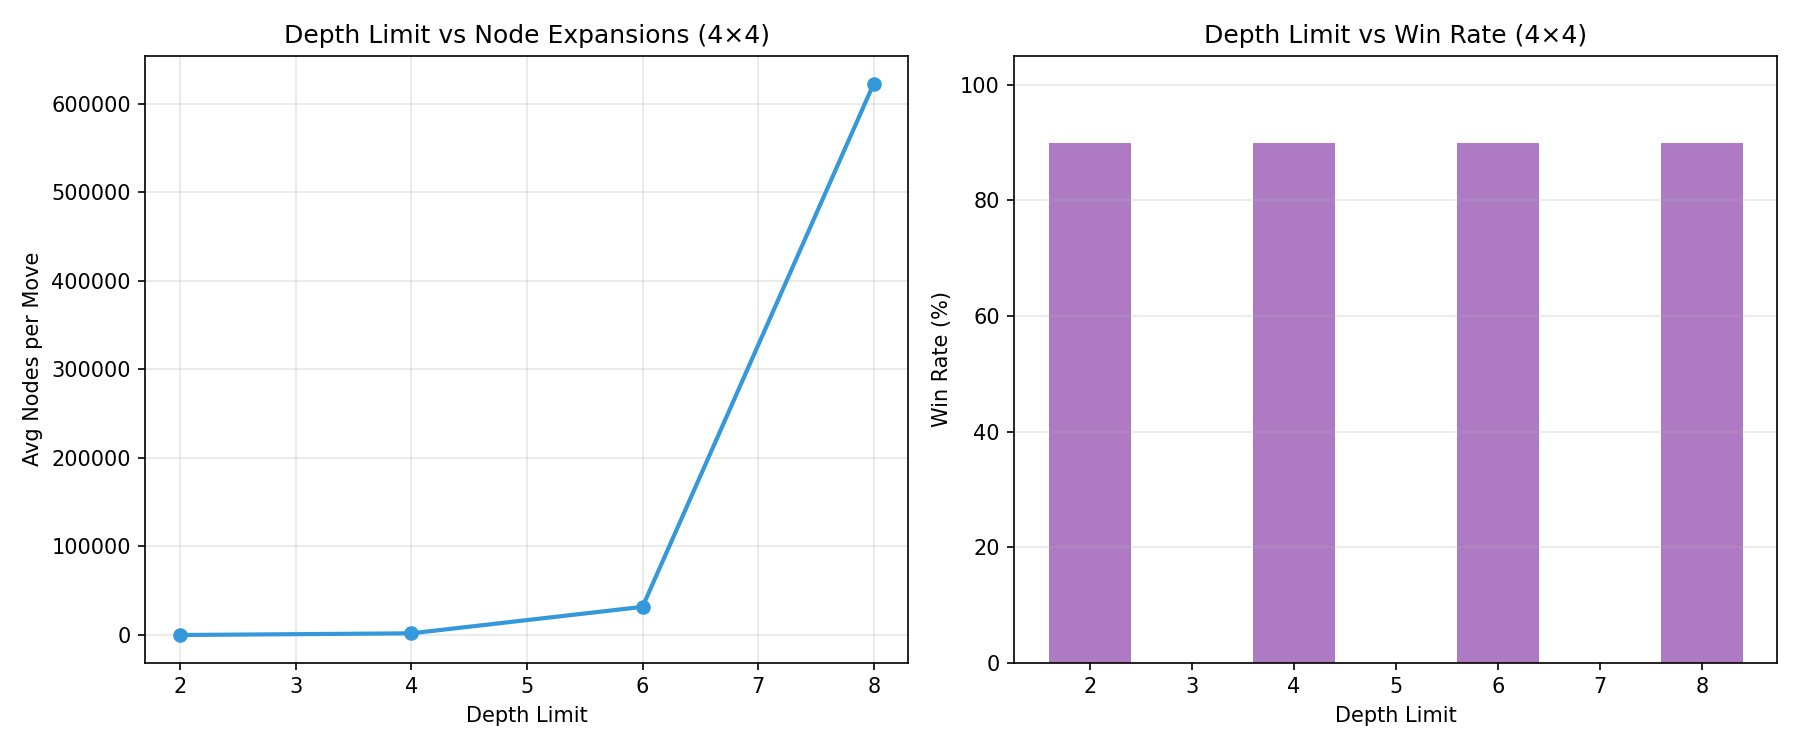 Depth Limit vs Node Expansions (4×4)
Avg Nodes per Move
600000
500000
400000
300000
200000
100000
0
2 3 4 5 6 7 8
Depth Limit
Depth Limit vs Win Rate (4×4)
Win Rate (%)
100
80
60
40
20
0
2 3 4 5 6 7 8
Depth Limit